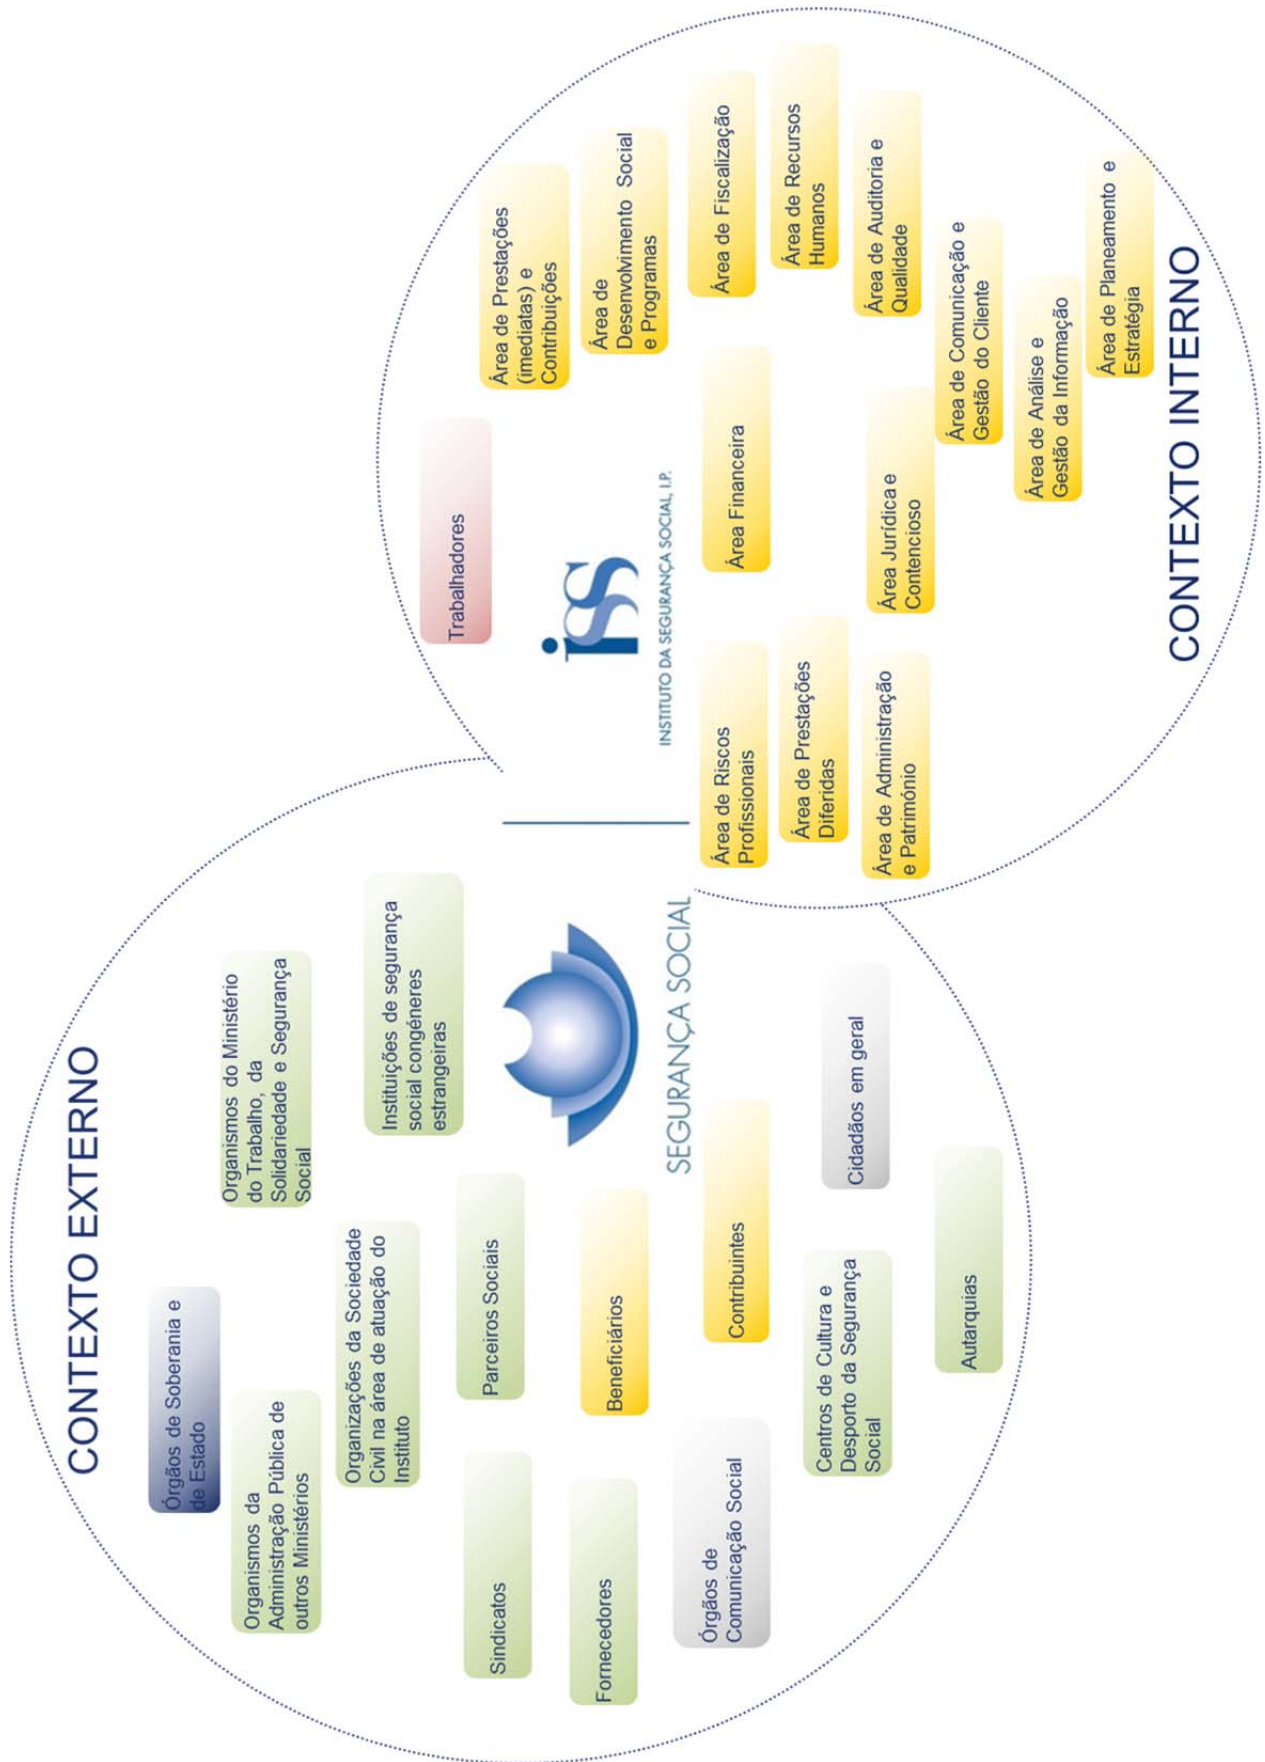 CONTEXTO EXTERNO
Órgãos de Soberania e
de Estado
Organismos da
Administração Pública de
outros Ministérios
Organismos do Ministério
do Trabalho, da
Solidariedade e Segurança
Social
Organizações da Sociedade
Civil na área de atuação do
Instituto
Instituições de segurança
social congéneres
estrangeiras
Sindicatos
Parceiros Sociais
Fornecedores
Beneficiários
Órgãos de
Comunicação Social
Contribuintes
Centros de Cultura e
Desporto da Segurança
Social
Cidadãos em geral
Autarquias
SEGURANÇA SOCIAL
iss
INSTITUTO DA SEGURANÇA SOCIAL, I.P.
Trabalhadores
Área de Prestações
(imediatas) e
Contribuições
Área de
Desenvolvimento Social
e Programas
Área de Riscos
Profissionais
Área Financeira
Área de Fiscalização
Área de Prestações
Diferidas
Área de Recursos
Humanos
Área de Administração
e Património
Área Jurídica e
Contencioso
Área de Auditoria e
Qualidade
Área de Comunicação e
Gestão do Cliente
Área de Análise e
Gestão da Informação
Área de Planeamento e
Estratégia
CONTEXTO INTERNO